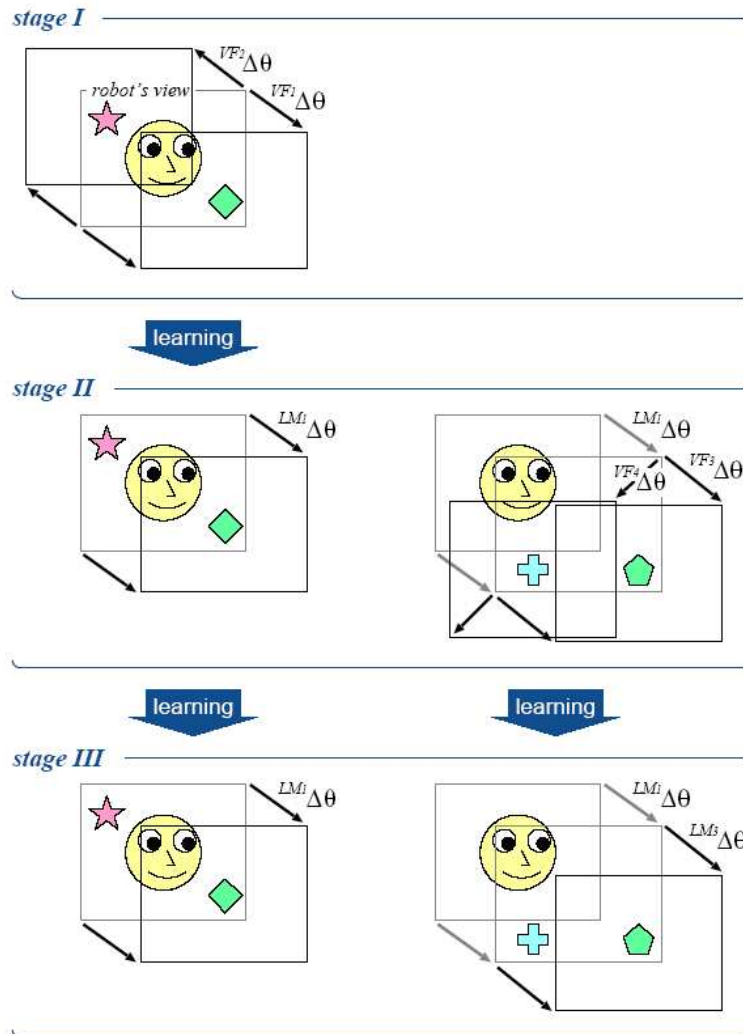 stage I
VF2Δθ
robot's view
VF1Δθ
learning
stage II
LM1Δθ
LM1Δθ
VF4Δθ
VF3Δθ
learning
learning
stage III
LM1Δθ
LM1Δθ
LM3Δθ